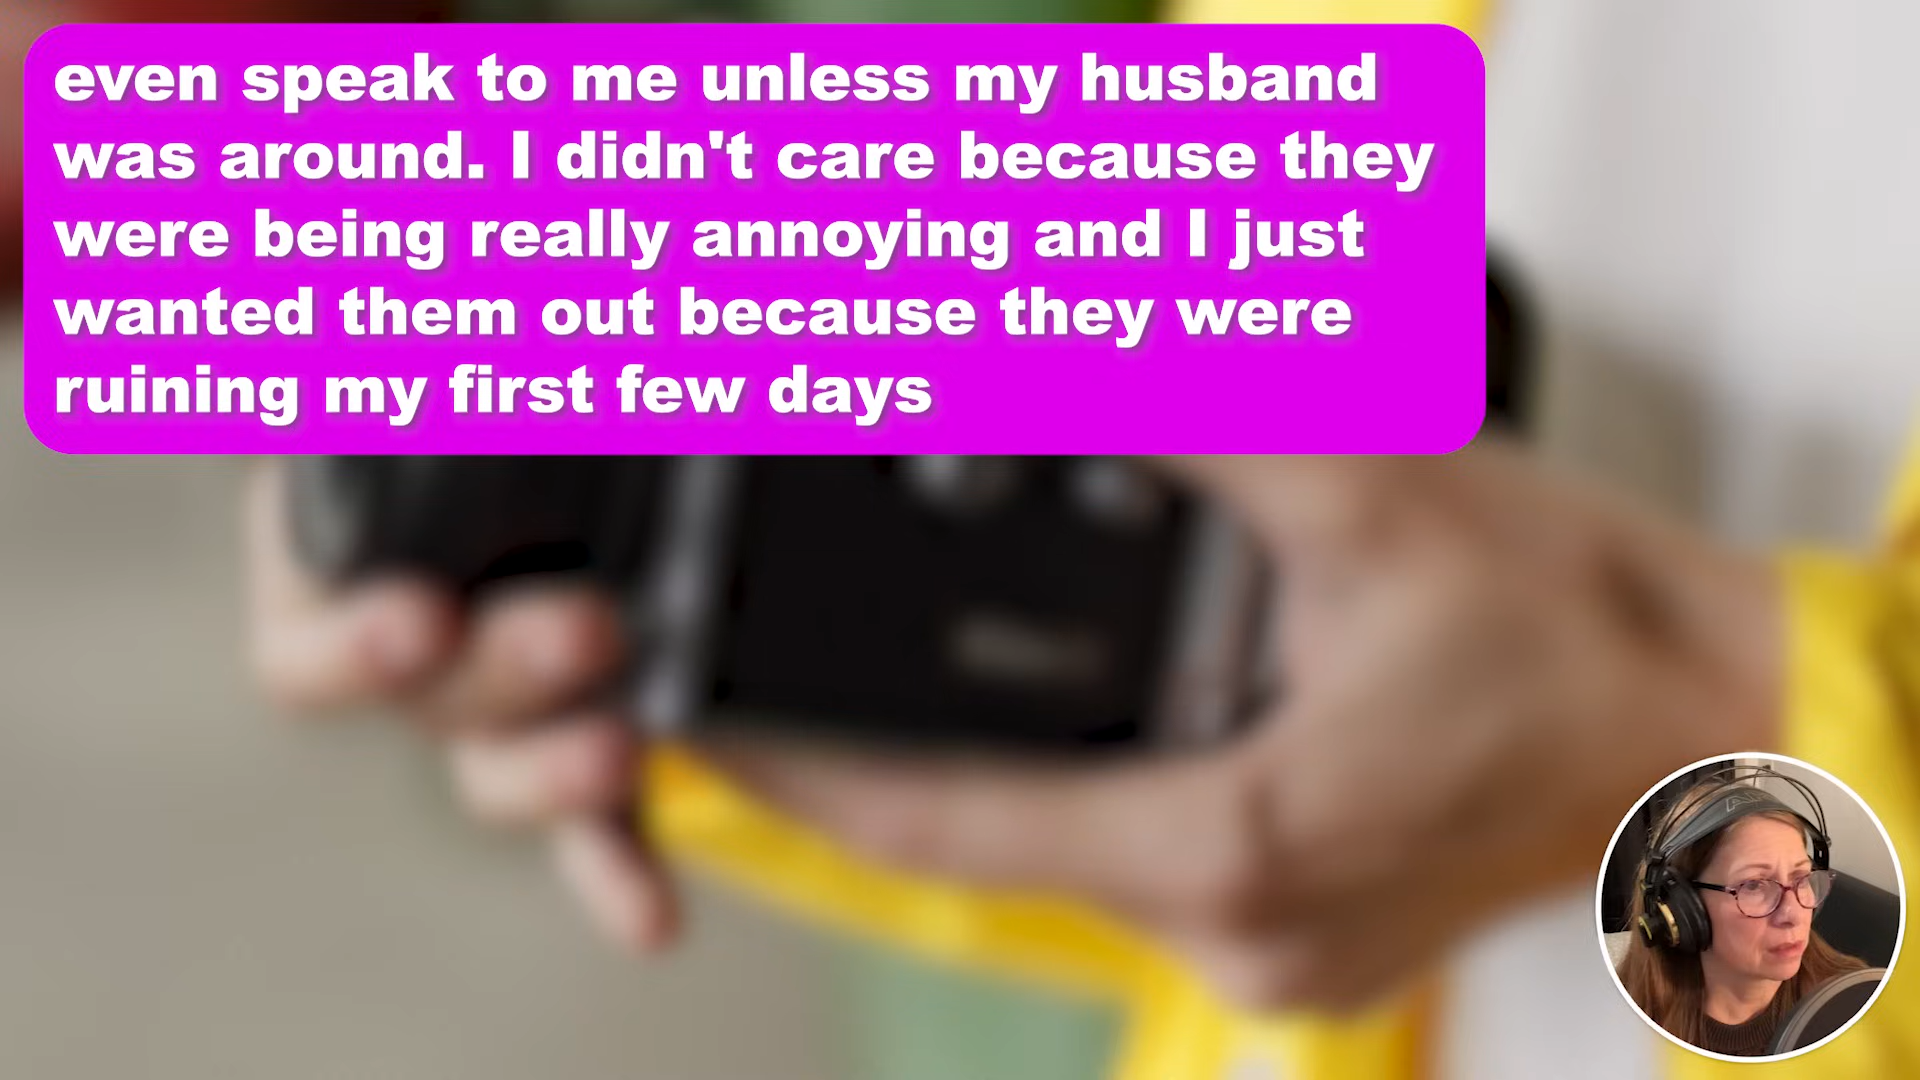 even speak to me unless my husband
was around. I didn't care because they
were being really annoying and I just
wanted them out because they were
ruining my first few days